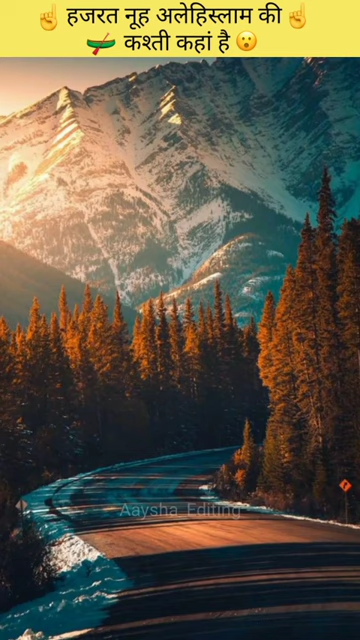 ☝️ हजरत नूह अलेहिस्लाम की ☝️
🛶 कश्ती कहां है 😮
Aaysha_Editing